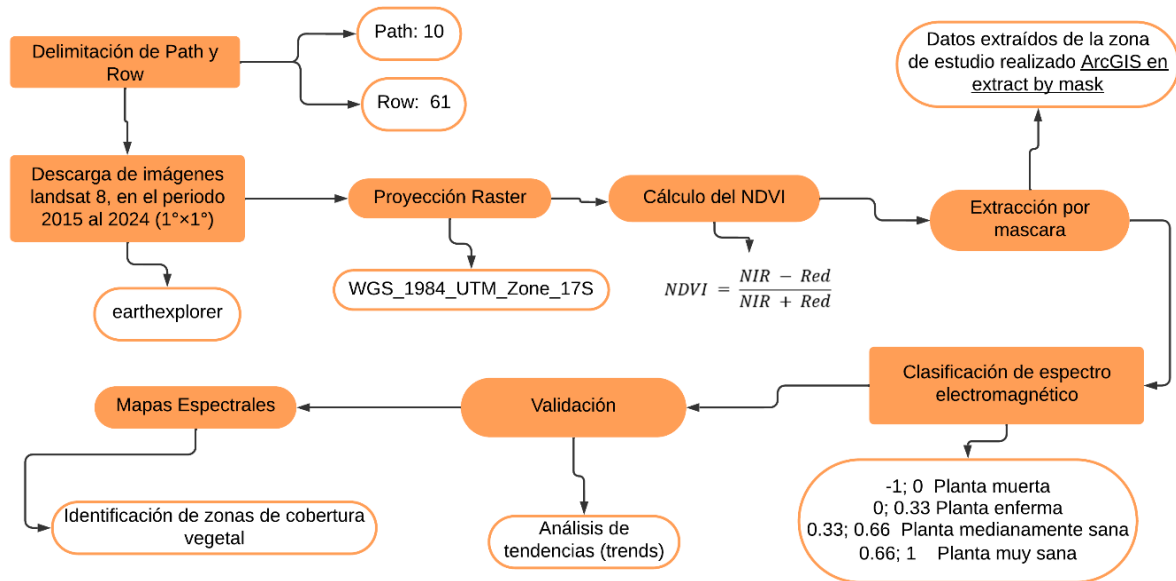 Delimitación de Path y
Row
Path: 10
Row: 61
Datos extraídos de la zona
de estudio realizado ArcGIS en
extract by mask
Descarga de imágenes
landsat 8, en el periodo
2015 al 2024 (1°×1°)
earthexplorer
Proyección Raster
WGS_1984_UTM_Zone_17S
Cálculo del NDVI
NDVI = (NIR − Red) / (NIR + Red)
Extracción por
mascara
Clasificación de espectro
electromagnético
-1; 0 Planta muerta
0; 0.33 Planta enferma
0.33; 0.66 Planta medianamente sana
0.66; 1 Planta muy sana
Validación
Análisis de
tendencias (trends)
Mapas Espectrales
Identificación de zonas de cobertura
vegetal